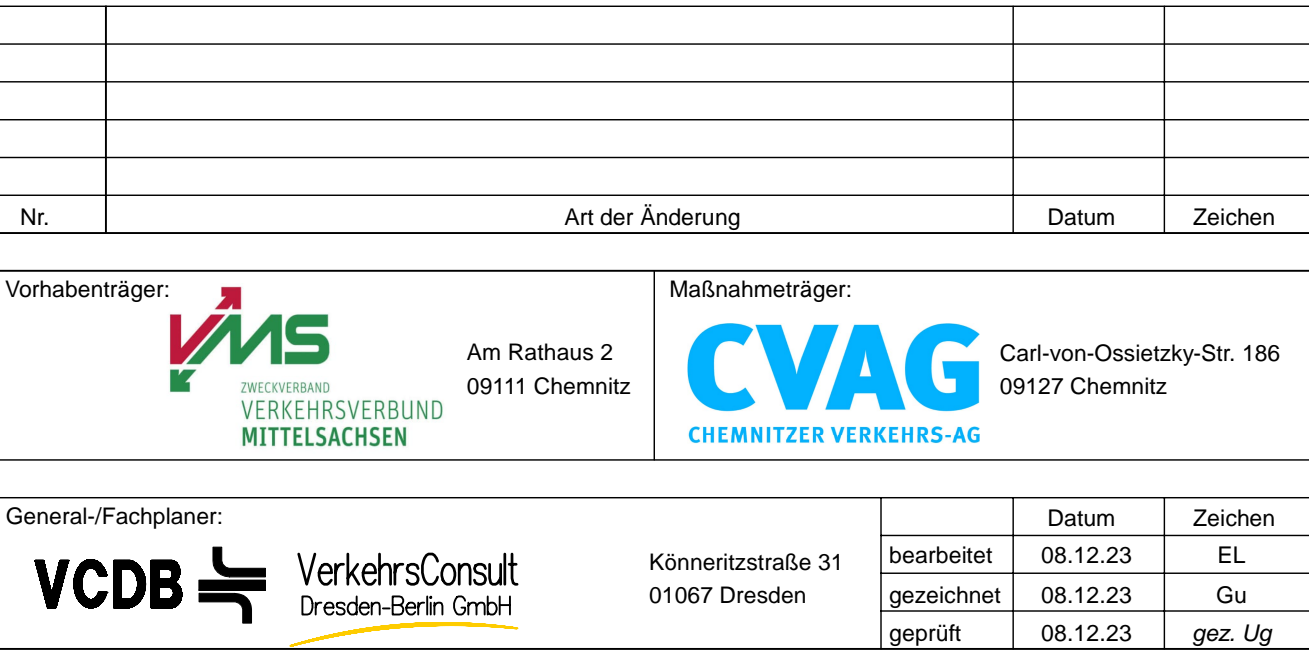 Nr. Art der Änderung Datum Zeichen
Vorhabenträger:
VMS
ZWECKVERBAND
VERKEHRSVERBUND
MITTELSACHSEN
Am Rathaus 2
09111 Chemnitz
Maßnahmeträger:
CVAG
CHEMNITZER VERKEHRS-AG
Carl-von-Ossietzky-Str. 186
09127 Chemnitz
General-/Fachplaner:
VCDB
VerkehrsConsult
Dresden-Berlin GmbH
Könneritzstraße 31
01067 Dresden
Datum Zeichen
bearbeitet 08.12.23 EL
gezeichnet 08.12.23 Gu
geprüft 08.12.23 gez. Ug